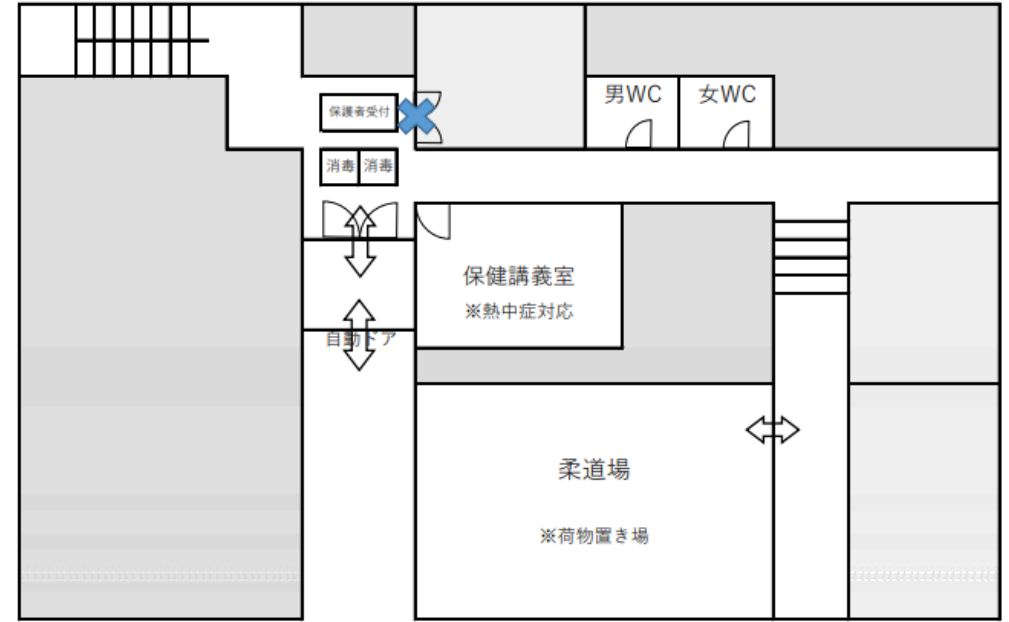 男WC
女WC
保護者受付
消毒
消毒
保健講義室
※熱中症対応
自動ドア
柔道場
※荷物置き場